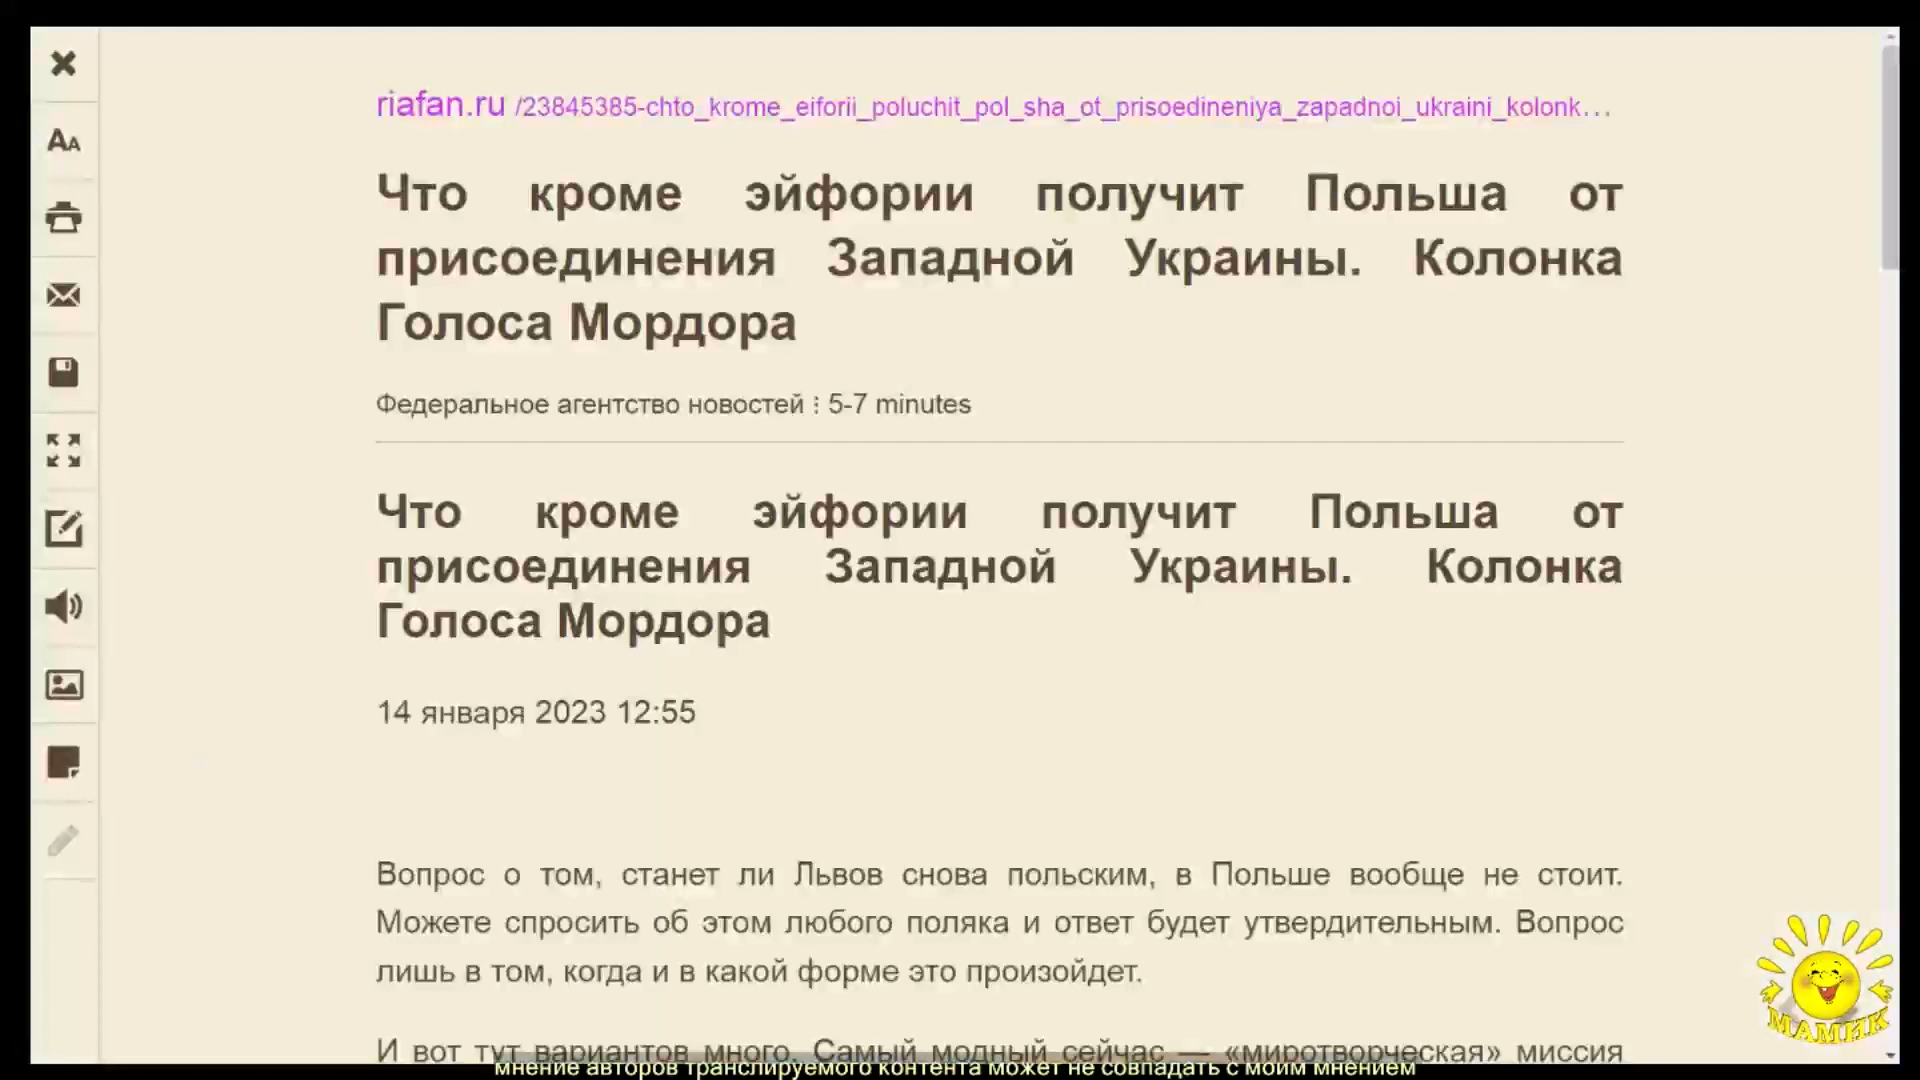 riafan.ru /23845385-chto_krome_eiforii_poluchit_pol_sha_ot_prisoedineniya_zapadnoi_ukraini_kolonk...
Что кроме эйфории получит Польша от
присоединения Западной Украины. Колонка
Голоса Мордора
Федеральное агентство новостей ⁝ 5-7 minutes
Что кроме эйфории получит Польша от
присоединения Западной Украины. Колонка
Голоса Мордора
14 января 2023 12:55
Вопрос о том, станет ли Львов снова польским, в Польше вообще не стоит.
Можете спросить об этом любого поляка и ответ будет утвердительным. Вопрос
лишь в том, когда и в какой форме это произойдет.
И вот тут вариантов много. Самый модный сейчас — «миротворческая» миссия
мнение авторов транслируемого контента может не совпадать с моим мнением
AA
МАМИК